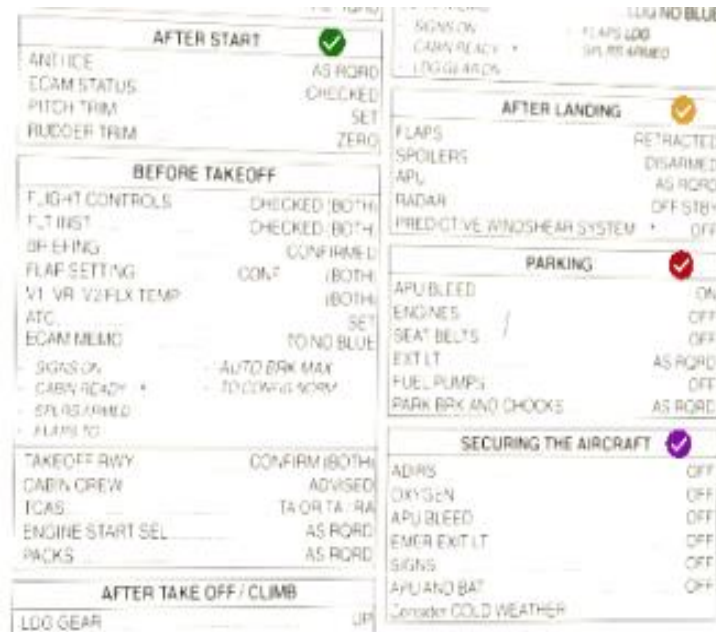 AFTER START
ANTI ICE AS RQRD
ECAM STATUS CHECKED
PITCH TRIM SET
RUDDER TRIM ZERO
BEFORE TAKEOFF
FLIGHT CONTROLS CHECKED (BOTH)
FLT INST CHECKED (BOTH)
BRIEFING CONFIRMED
FLAP SETTING CONF (BOTH)
V1 VR V2/FLX TEMP (BOTH)
ATC SET
ECAM MEMO TO NO BLUE
- SIGNS ON - AUTO BRK MAX
- CABIN READY * - TO CONFIG NORM
- SPLRS ARMED
- FLAPS TO
TAKEOFF RWY CONFIRM (BOTH)
CABIN CREW ADVISED
TCAS TA OR TA / RA
ENGINE START SEL AS RQRD
PACKS AS RQRD
AFTER TAKE OFF / CLIMB
LDG GEAR UP
LDG NO BLUE
- SIGNS ON - FLAPS LDG
- CABIN READY * - SPLRS ARMED
- LDG GEAR DN
AFTER LANDING
FLAPS RETRACTED
SPOILERS DISARMED
APU AS RQRD
RADAR OFF STBY
PREDICTIVE WINDSHEAR SYSTEM * OFF
PARKING
APU BLEED ON
ENGINES OFF
SEAT BELTS OFF
EXT LT AS RQRD
FUEL PUMPS OFF
PARK BRK AND CHOCKS AS RQRD
SECURING THE AIRCRAFT
ADIRS OFF
OXYGEN OFF
APU BLEED OFF
EMER EXIT LT OFF
SIGNS OFF
APU AND BAT OFF
Consider COLD WEATHER